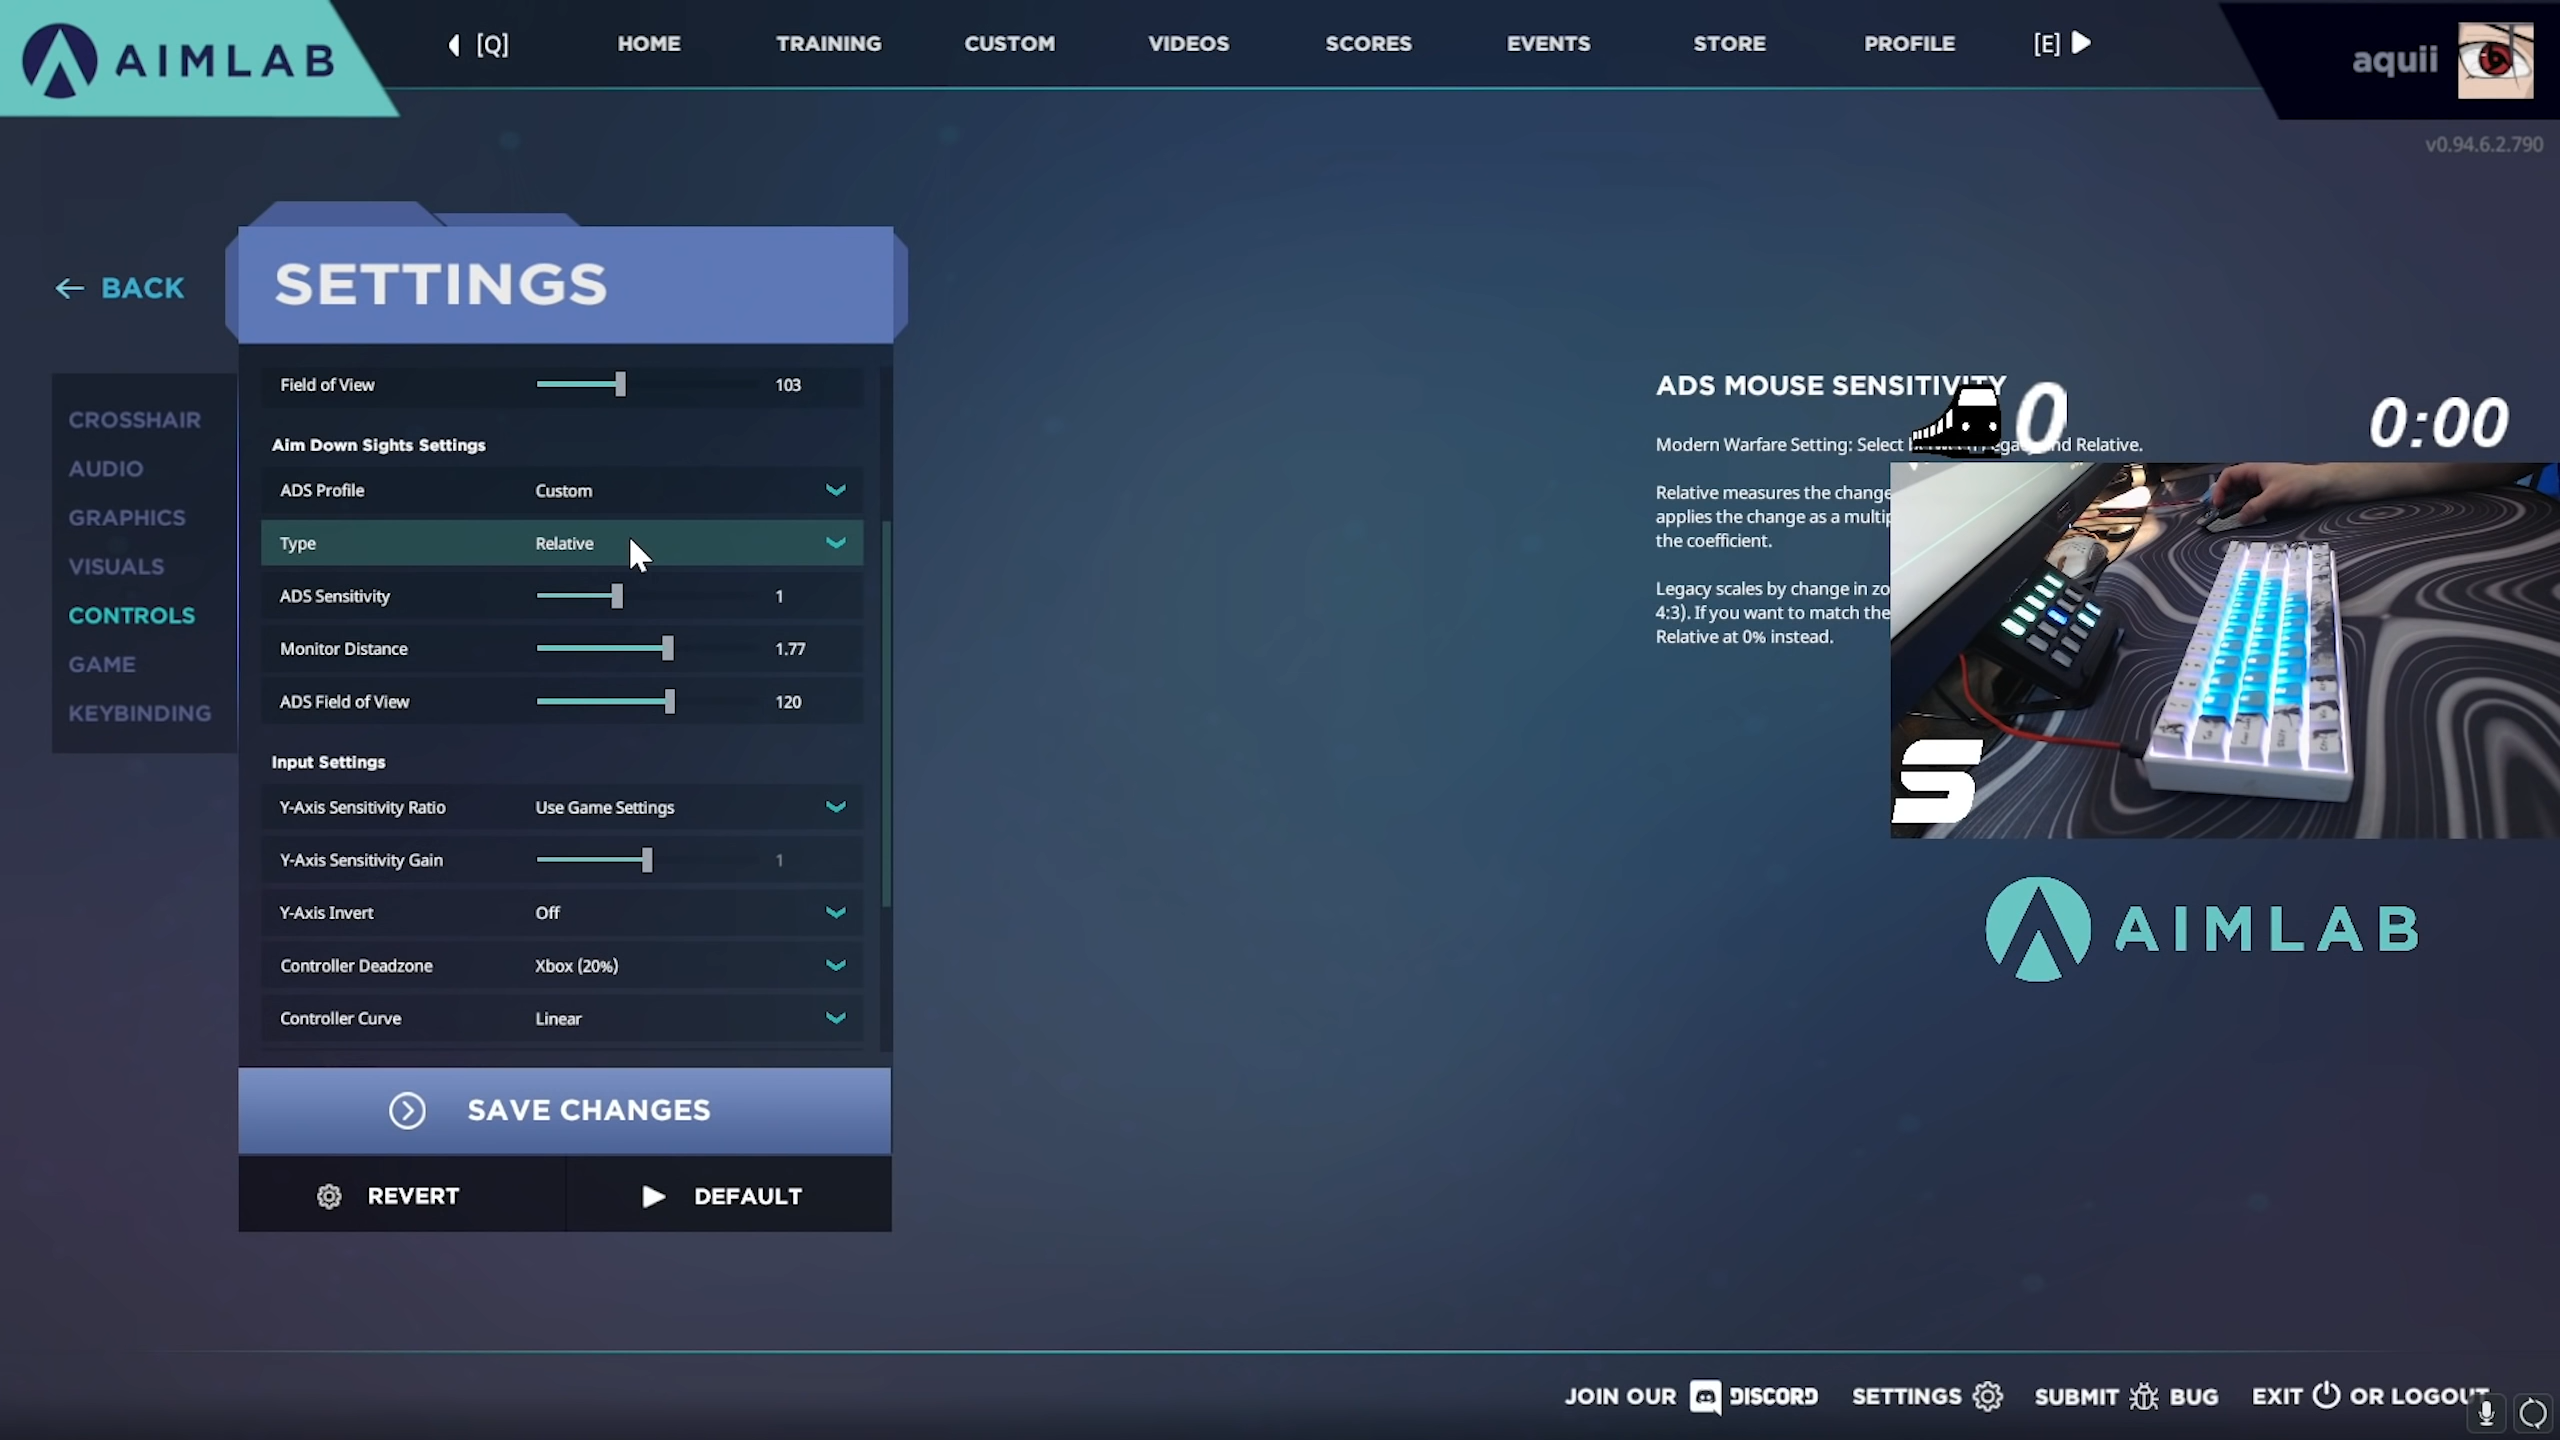 AIMLAB
[Q]
HOME
TRAINING
CUSTOM
VIDEOS
SCORES
EVENTS
STORE
PROFILE
[E]
aquii
v0.94.6.2.790
BACK
SETTINGS
CROSSHAIR
AUDIO
GRAPHICS
VISUALS
CONTROLS
GAME
KEYBINDING
Field of View 103
Aim Down Sights Settings
ADS Profile Custom
Type Relative
ADS Sensitivity 1
Monitor Distance 1.77
ADS Field of View 120
Input Settings
Y-Axis Sensitivity Ratio Use Game Settings
Y-Axis Sensitivity Gain 1
Y-Axis Invert Off
Controller Deadzone Xbox (20%)
Controller Curve Linear
SAVE CHANGES
REVERT
DEFAULT
ADS MOUSE SENSITIVITY
0
0:00
Modern Warfare Setting: Select and Relative.
Relative measures the change
applies the change as a
the coefficient.
Legacy scales by change in
4:3). If you want to match the
Relative at 0% instead.
S
AIMLAB
JOIN OUR DISCORD
SETTINGS
SUBMIT BUG
EXIT OR LOGOUT